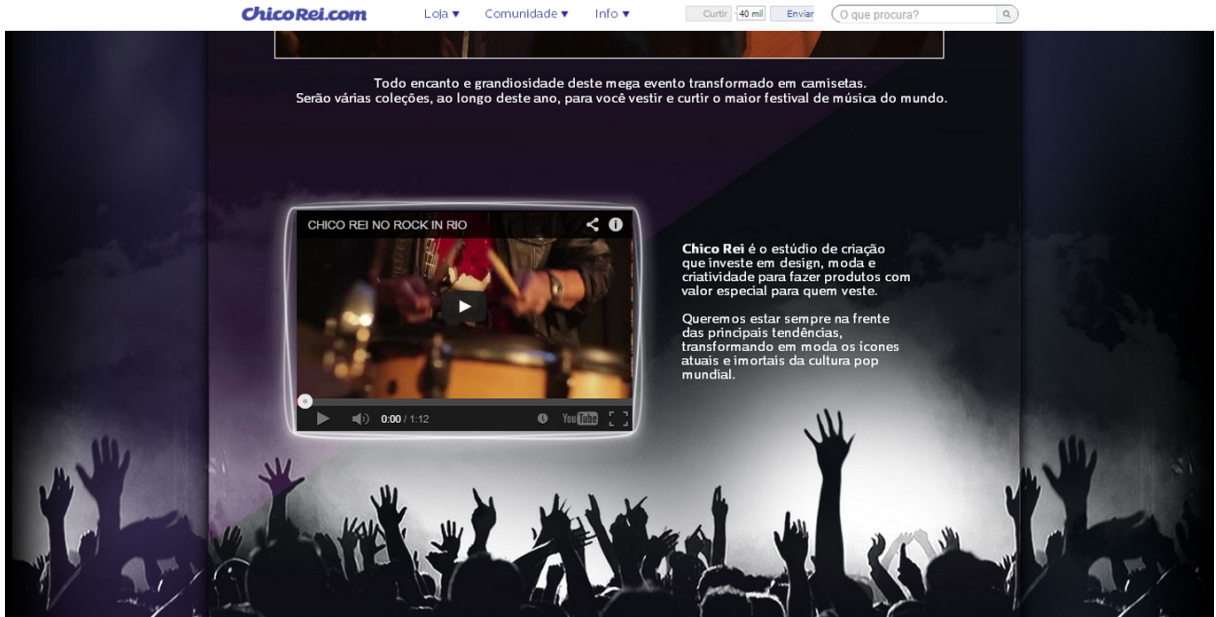 ChicoRei.com
Loja ▼ Comunidade ▼ Info ▼
Curtir 40 mil Enviar
O que procura?
Todo encanto e grandiosidade deste mega evento transformado em camisetas.
Serão várias coleções, ao longo deste ano, para você vestir e curtir o maior festival de música do mundo.
CHICO REI NO ROCK IN RIO
0:00 / 1:12
YouTube
Chico Rei é o estúdio de criação
que investe em design, moda e
criatividade para fazer produtos com
valor especial para quem veste.
Queremos estar sempre na frente
das principais tendências,
transformando em moda os ícones
atuais e imortais da cultura pop
mundial.